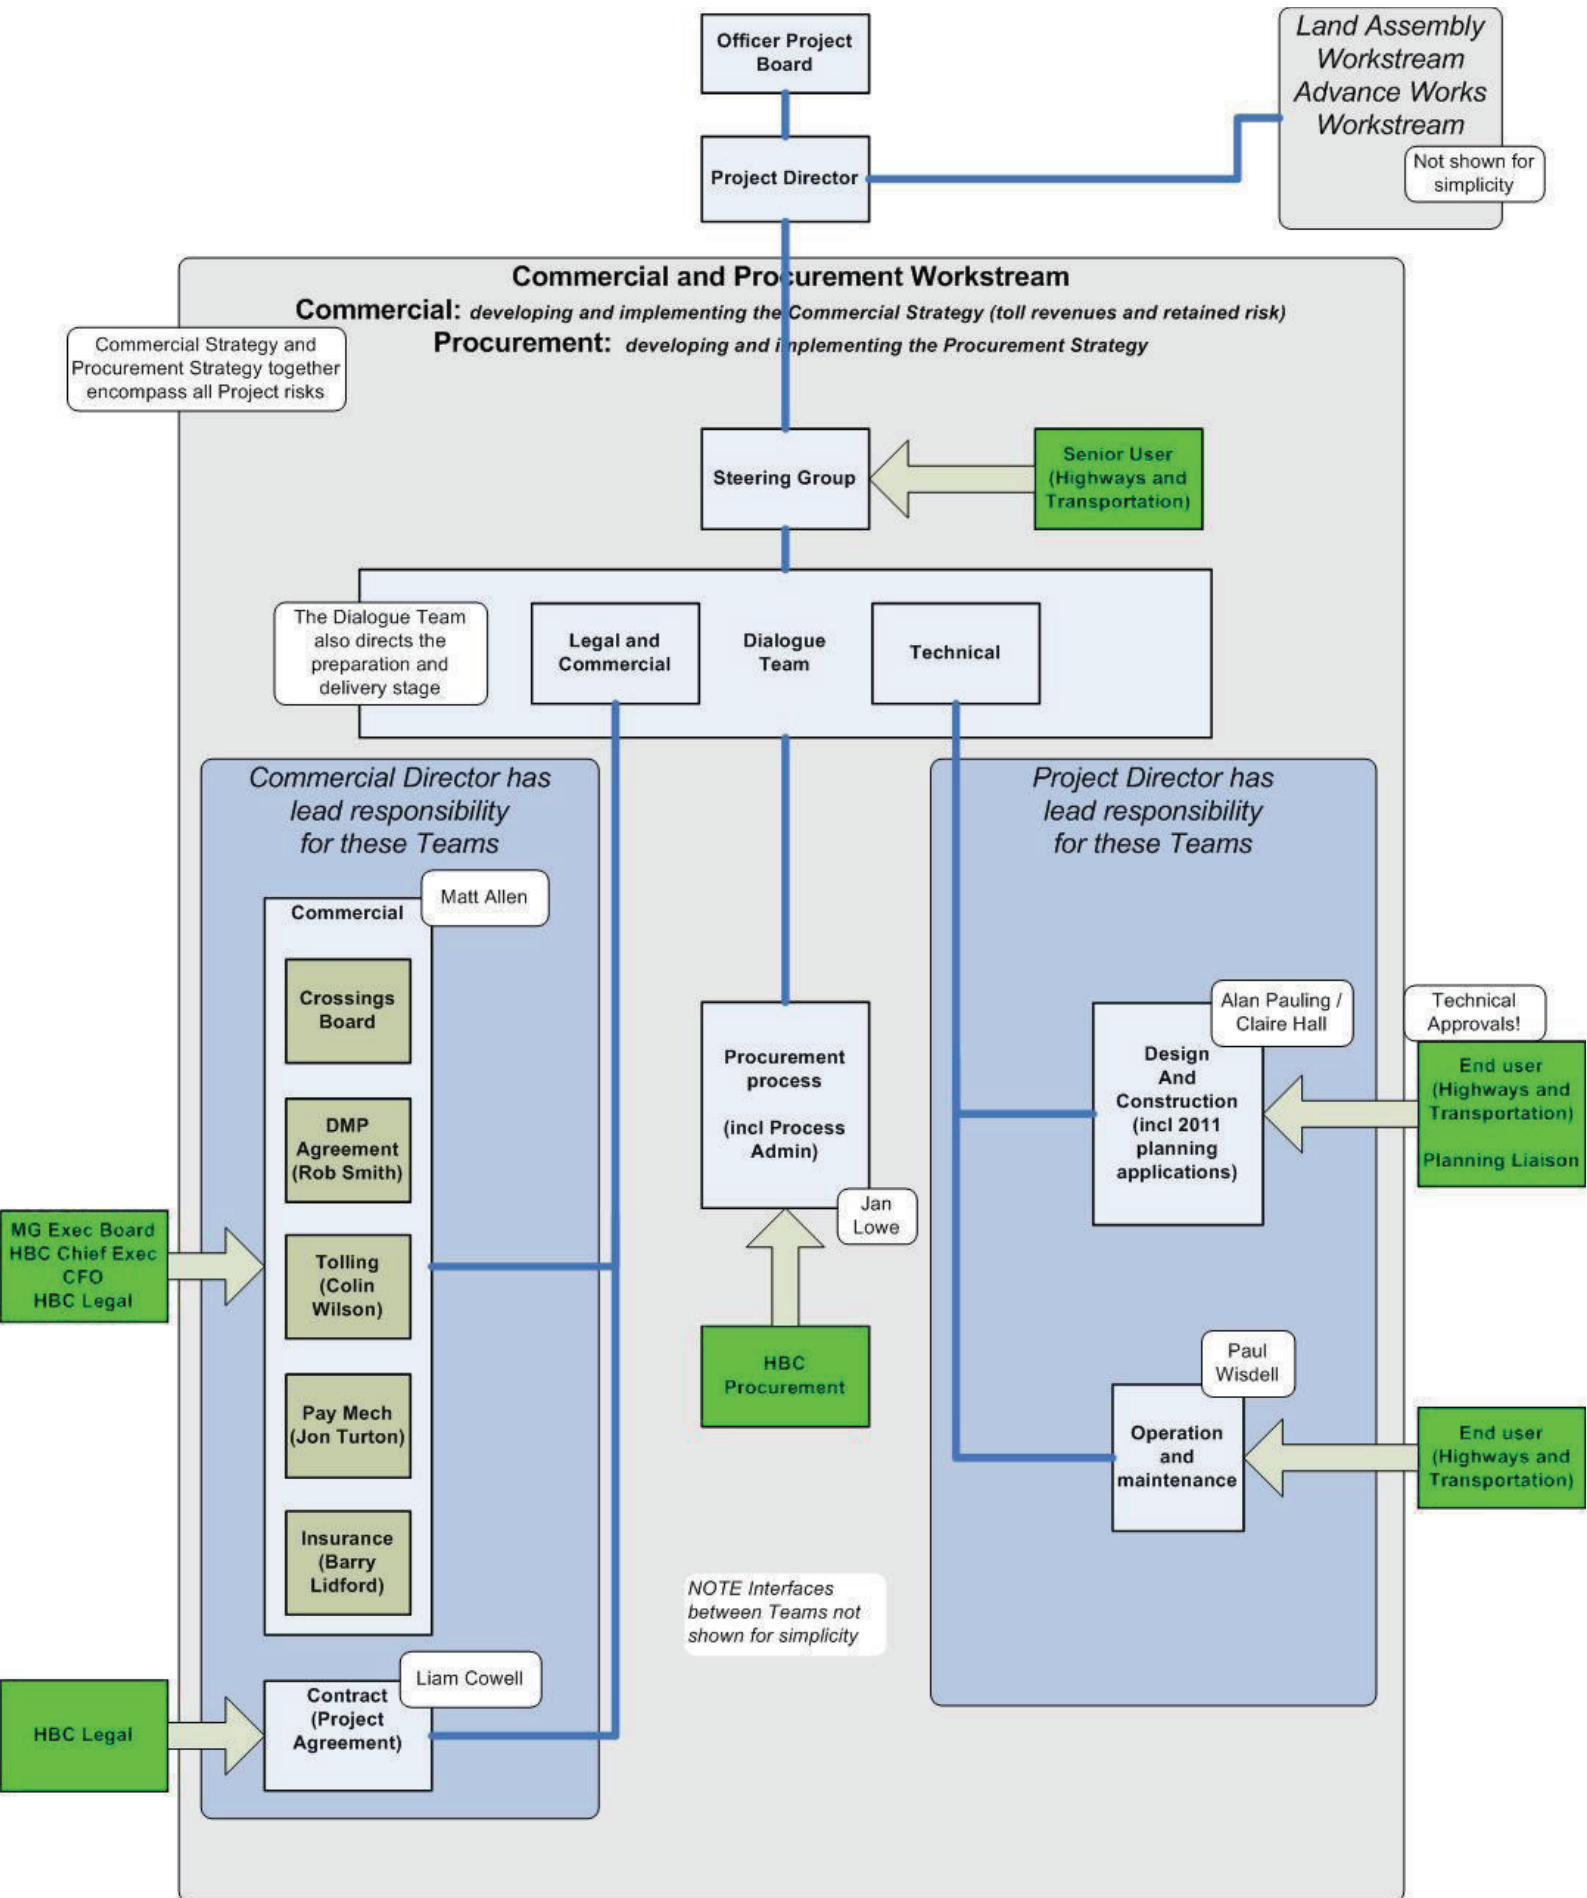 Officer Project
Board
Land Assembly
Workstream
Advance Works
Workstream
Not shown for
simplicity
Project Director
Commercial and Procurement Workstream
Commercial: developing and implementing the Commercial Strategy (toll revenues and retained risk)
Procurement: developing and implementing the Procurement Strategy
Commercial Strategy and
Procurement Strategy together
encompass all Project risks
Steering Group
Senior User
(Highways and
Transportation)
The Dialogue Team
also directs the
preparation and
delivery stage
Legal and
Commercial
Dialogue
Team
Technical
Commercial Director has
lead responsibility
for these Teams
Project Director has
lead responsibility
for these Teams
Matt Allen
Commercial
Crossings
Board
DMP
Agreement
(Rob Smith)
Tolling
(Colin
Wilson)
Pay Mech
(Jon Turton)
Insurance
(Barry
Lidford)
MG Exec Board
HBC Chief Exec
CFO
HBC Legal
Liam Cowell
Contract
(Project
Agreement)
HBC Legal
Procurement
process
(incl Process
Admin)
Jan
Lowe
HBC
Procurement
NOTE Interfaces
between Teams not
shown for simplicity
Alan Pauling /
Claire Hall
Design
And
Construction
(incl 2011
planning
applications)
Technical
Approvals!
End user
(Highways and
Transportation)
Planning Liaison
Paul
Wisdell
Operation
and
maintenance
End user
(Highways and
Transportation)